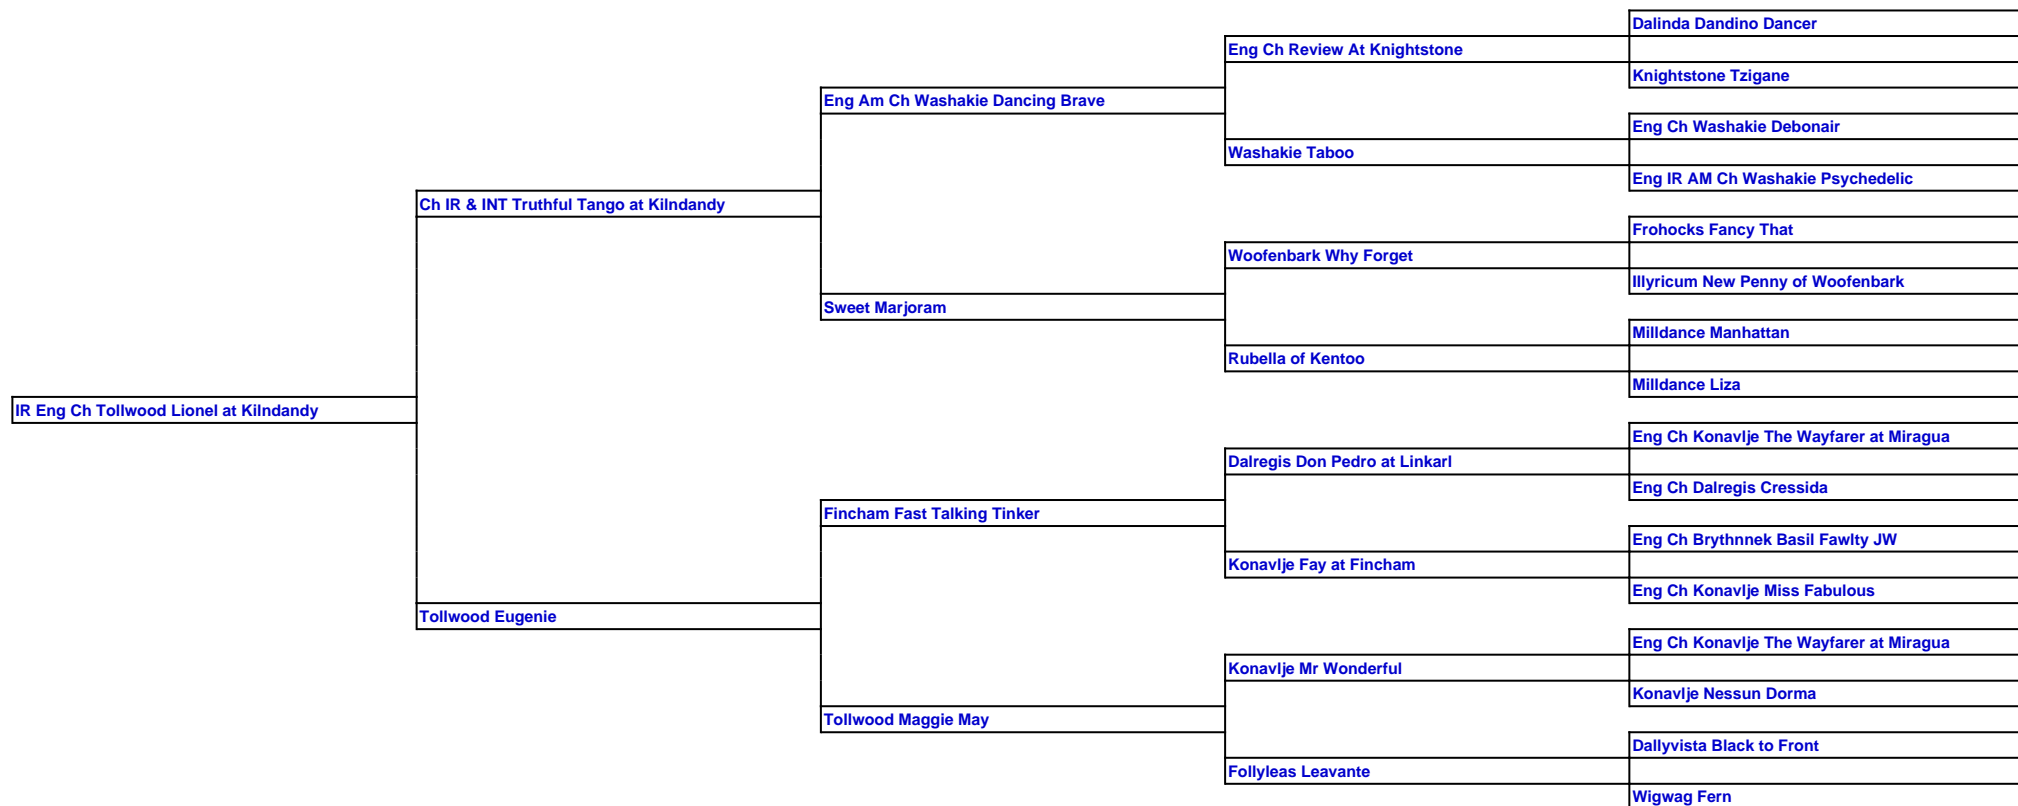 Dalinda Dandino Dancer
Eng Ch Review At Knightstone
Knightstone Tzigane
Eng Am Ch Washakie Dancing Brave
Eng Ch Washakie Debonair
Washakie Taboo
Eng IR AM Ch Washakie Psychedelic
Ch IR & INT Truthful Tango at Kilndandy
Frohocks Fancy That
Woofenbark Why Forget
Illyricum New Penny of Woofenbark
Sweet Marjoram
Milldance Manhattan
Rubella of Kentoo
Milldance Liza
IR Eng Ch Tollwood Lionel at Kilndandy
Eng Ch Konavlje The Wayfarer at Miragua
Dalregis Don Pedro at Linkarl
Eng Ch Dalregis Cressida
Fincham Fast Talking Tinker
Eng Ch Brythnnek Basil Fawlty JW
Konavlje Fay at Fincham
Eng Ch Konavlje Miss Fabulous
Tollwood Eugenie
Eng Ch Konavlje The Wayfarer at Miragua
Konavlje Mr Wonderful
Konavlje Nessun Dorma
Tollwood Maggie May
Dallyvista Black to Front
Follyleas Leavante
Wigwag Fern